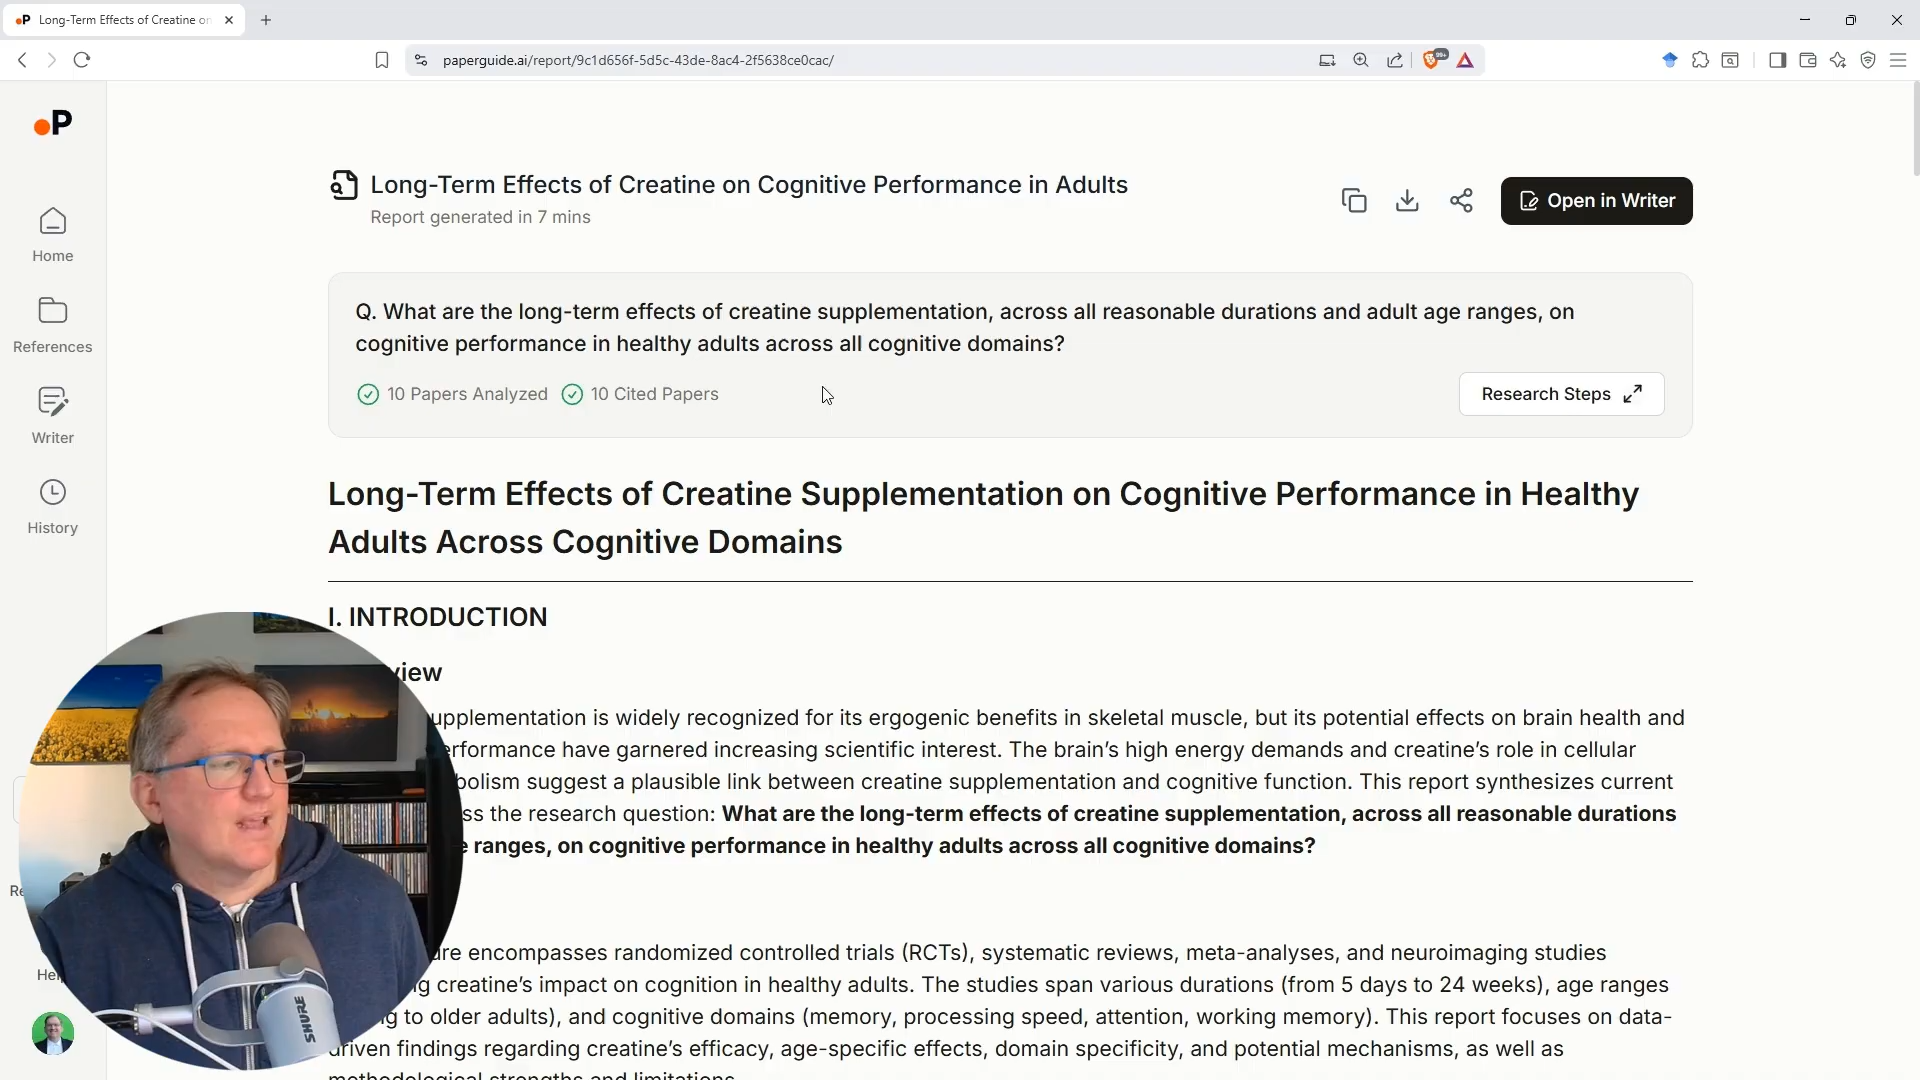 Long-Term Effects of Creatine on
paperguide.ai/report/9c1d656f-5d5c-43de-8ac4-2f5638ce0cac/
99+
P
Home
References
Writer
History
Long-Term Effects of Creatine on Cognitive Performance in Adults
Report generated in 7 mins
Open in Writer
Q. What are the long-term effects of creatine supplementation, across all reasonable durations and adult age ranges, on
cognitive performance in healthy adults across all cognitive domains?
10 Papers Analyzed 10 Cited Papers
Research Steps
Long-Term Effects of Creatine Supplementation on Cognitive Performance in Healthy
Adults Across Cognitive Domains
I. INTRODUCTION
view
upplementation is widely recognized for its ergogenic benefits in skeletal muscle, but its potential effects on brain health and
erformance have garnered increasing scientific interest. The brain’s high energy demands and creatine’s role in cellular
bolism suggest a plausible link between creatine supplementation and cognitive function. This report synthesizes current
ss the research question: What are the long-term effects of creatine supplementation, across all reasonable durations
e ranges, on cognitive performance in healthy adults across all cognitive domains?
re encompasses randomized controlled trials (RCTs), systematic reviews, meta-analyses, and neuroimaging studies
g creatine’s impact on cognition in healthy adults. The studies span various durations (from 5 days to 24 weeks), age ranges
g to older adults), and cognitive domains (memory, processing speed, attention, working memory). This report focuses on data-
driven findings regarding creatine’s efficacy, age-specific effects, domain specificity, and potential mechanisms, as well as
methodological strengths and limitations.
Re
He
SHURE